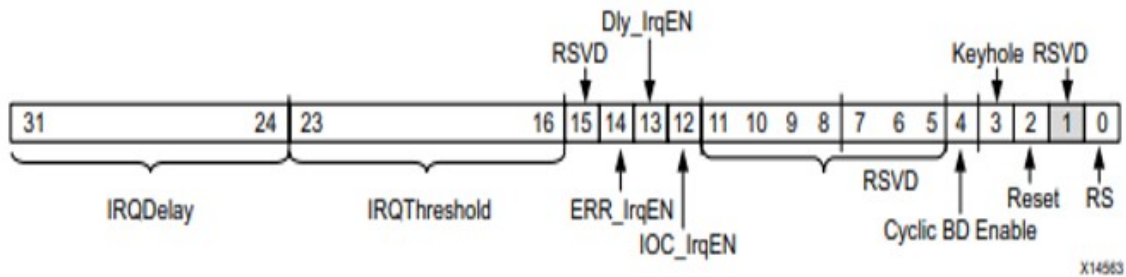 Dly_IrqEN
RSVD
Keyhole RSVD
31 24 23 16 15 14 13 12 11 10 9 8 7 6 5 4 3 2 1 0
IRQDelay
IRQThreshold
ERR_IrqEN
RSVD
Reset
RS
IOC_IrqEN
Cyclic BD Enable
X14563